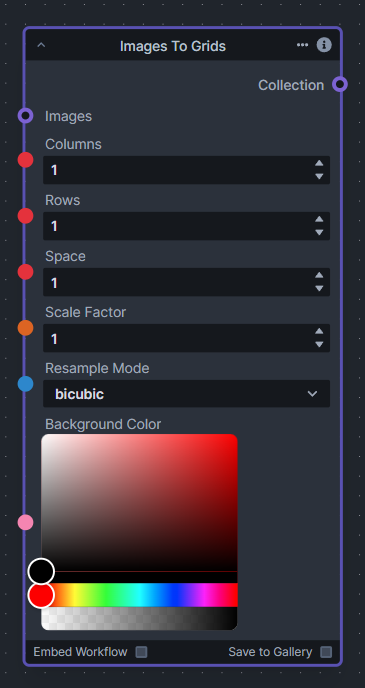 Images To Grids
Collection
Images
Columns
1
Rows
1
Space
1
Scale Factor
1
Resample Mode
bicubic
Background Color
Embed Workflow Save to Gallery